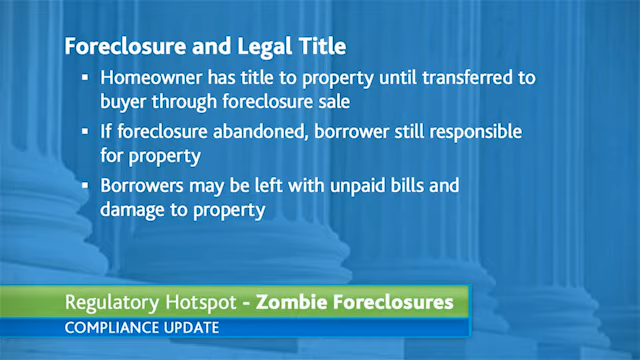 Foreclosure and Legal Title
▪ Homeowner has title to property until transferred to
buyer through foreclosure sale
▪ If foreclosure abandoned, borrower still responsible
for property
▪ Borrowers may be left with unpaid bills and
damage to property
Regulatory Hotspot - Zombie Foreclosures
COMPLIANCE UPDATE